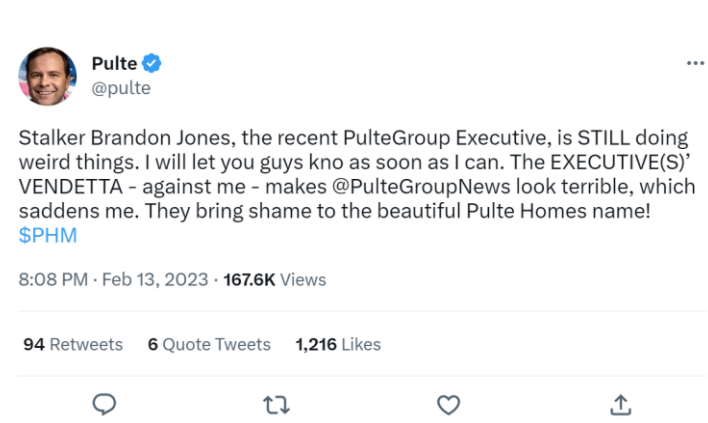 Pulte
@pulte
Stalker Brandon Jones, the recent PulteGroup Executive, is STILL doing
weird things. I will let you guys kno as soon as I can. The EXECUTIVE(S)’
VENDETTA - against me - makes @PulteGroupNews look terrible, which
saddens me. They bring shame to the beautiful Pulte Homes name!
$PHM
8:08 PM · Feb 13, 2023 · 167.6K Views
94 Retweets 6 Quote Tweets 1,216 Likes